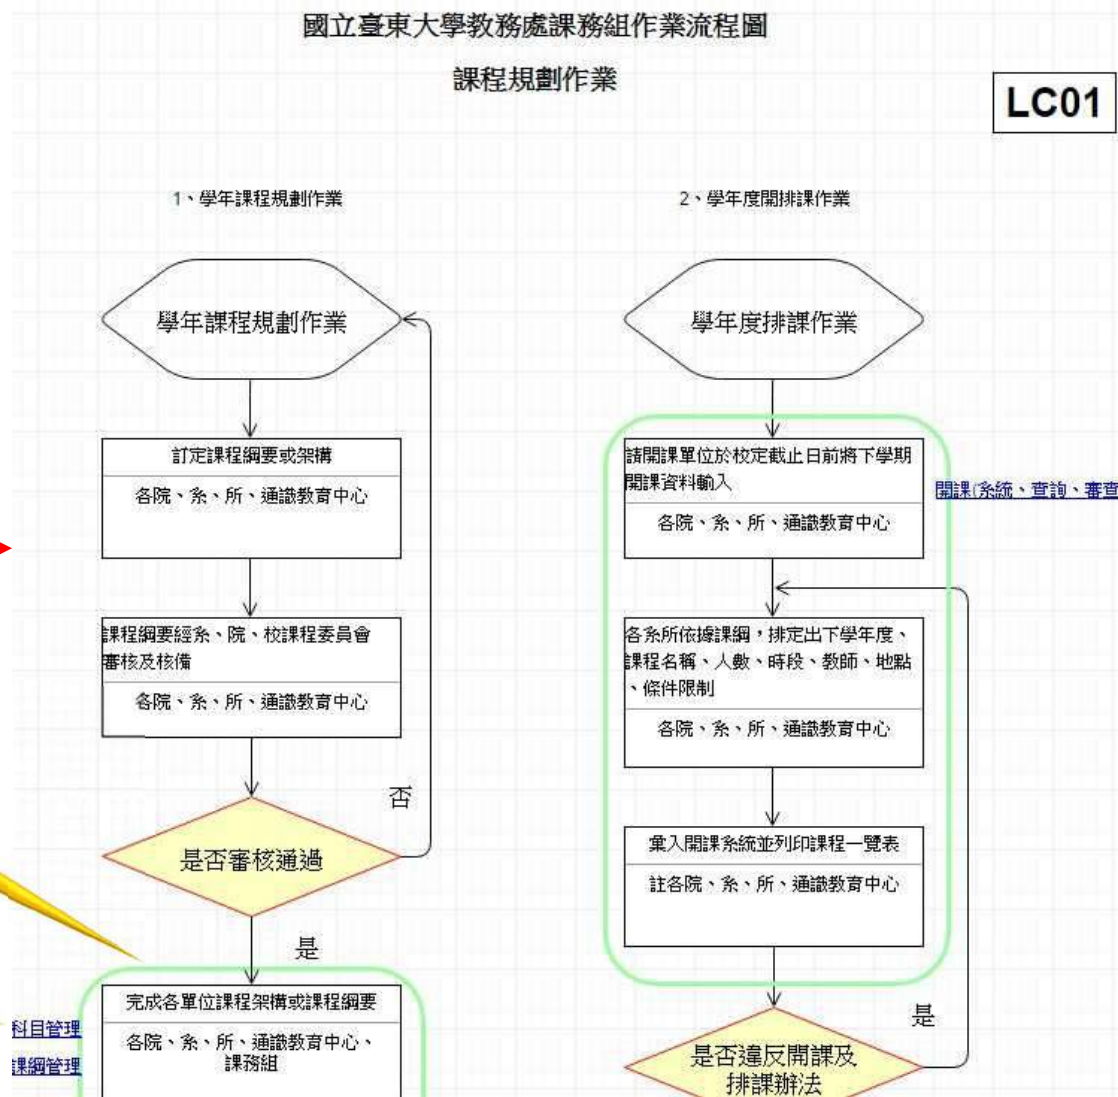 國立臺東大學教務處課務組作業流程圖
課程規劃作業
LC01
1、學年課程規劃作業
學年課程規劃作業
訂定課程綱要或架構
各院、系、所、通識教育中心
課程綱要經系、院、校課程委員會
審核及核備
各院、系、所、通識教育中心
否
是否審核通過
是
完成各單位課程架構或課程綱要
各院、系、所、通識教育中心、
課務組
科目管理
課綱管理
2、學年度開排課作業
學年度排課作業
請開課單位於校定截止日前將下學期
開課資料輸入
各院、系、所、通識教育中心
開課(系統、查詢、審查
各系所依據課綱，排定出下學年度、
課程名稱、人數、時段、教師、地點
、條件限制
各院、系、所、通識教育中心
彙入開課系統並列印課程一覽表
註各院、系、所、通識教育中心
是
是否違反開課及
排課辦法